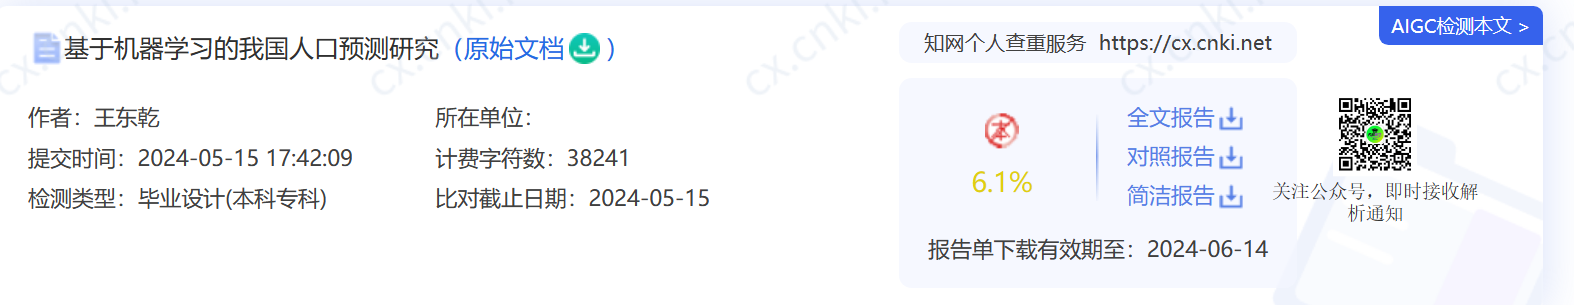 基于机器学习的我国人口预测研究（原始文档）
作者：王东乾
所在单位：
提交时间：2024-05-15 17:42:09
计费字符数：38241
检测类型：毕业设计(本科专科)
比对截止日期：2024-05-15
知网个人查重服务 https://cx.cnki.net
本
6.1%
全文报告
对照报告
简洁报告
报告单下载有效期至：2024-06-14
AIGC检测本文 >
关注公众号，即时接收解
析通知
cx.cnki.net